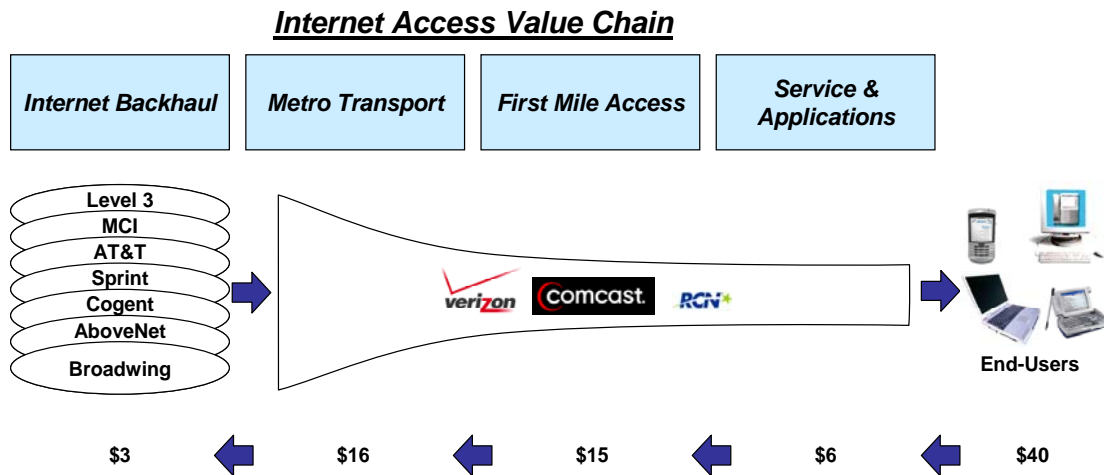 Internet Access Value Chain
Internet Backhaul
Metro Transport
First Mile Access
Service &
Applications
Level 3
MCI
AT&T
Sprint
Cogent
AboveNet
Broadwing
verizon
comcast.
RCN
End-Users
$3
$16
$15
$6
$40